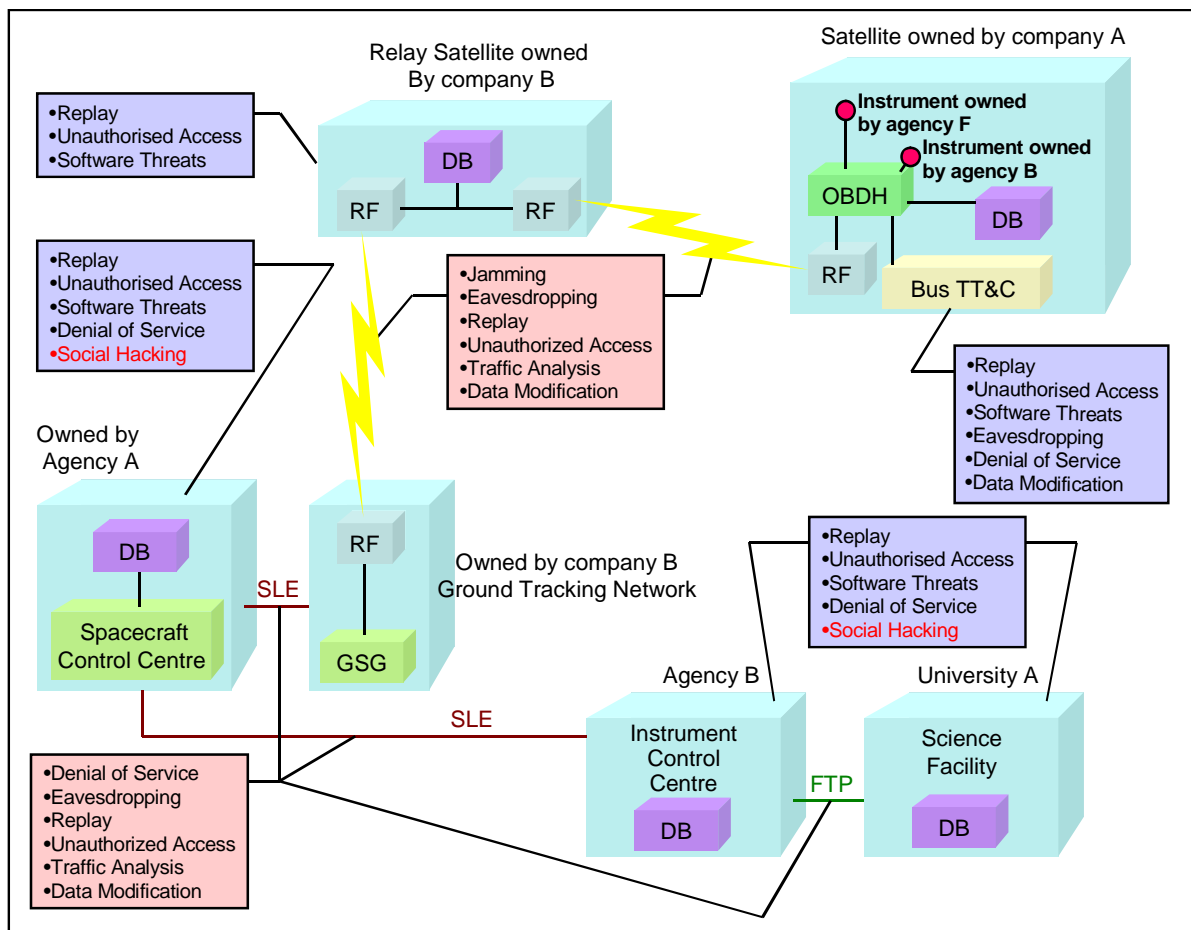 Relay Satellite owned
By company B
Satellite owned by company A
•Replay
•Unauthorised Access
•Software Threats
DB
RF
RF
•Instrument owned
by agency F
•Instrument owned
by agency B
OBDH
DB
RF
Bus TT&C
•Replay
•Unauthorised Access
•Software Threats
•Denial of Service
•Social Hacking
•Jamming
•Eavesdropping
•Replay
•Unauthorized Access
•Traffic Analysis
•Data Modification
•Replay
•Unauthorised Access
•Software Threats
•Eavesdropping
•Denial of Service
•Data Modification
Owned by
Agency A
DB
Spacecraft
Control Centre
SLE
RF
GSG
Owned by company B
Ground Tracking Network
•Replay
•Unauthorised Access
•Software Threats
•Denial of Service
•Social Hacking
SLE
Agency B
University A
Instrument
Control
Centre
DB
FTP
Science
Facility
DB
•Denial of Service
•Eavesdropping
•Replay
•Unauthorized Access
•Traffic Analysis
•Data Modification